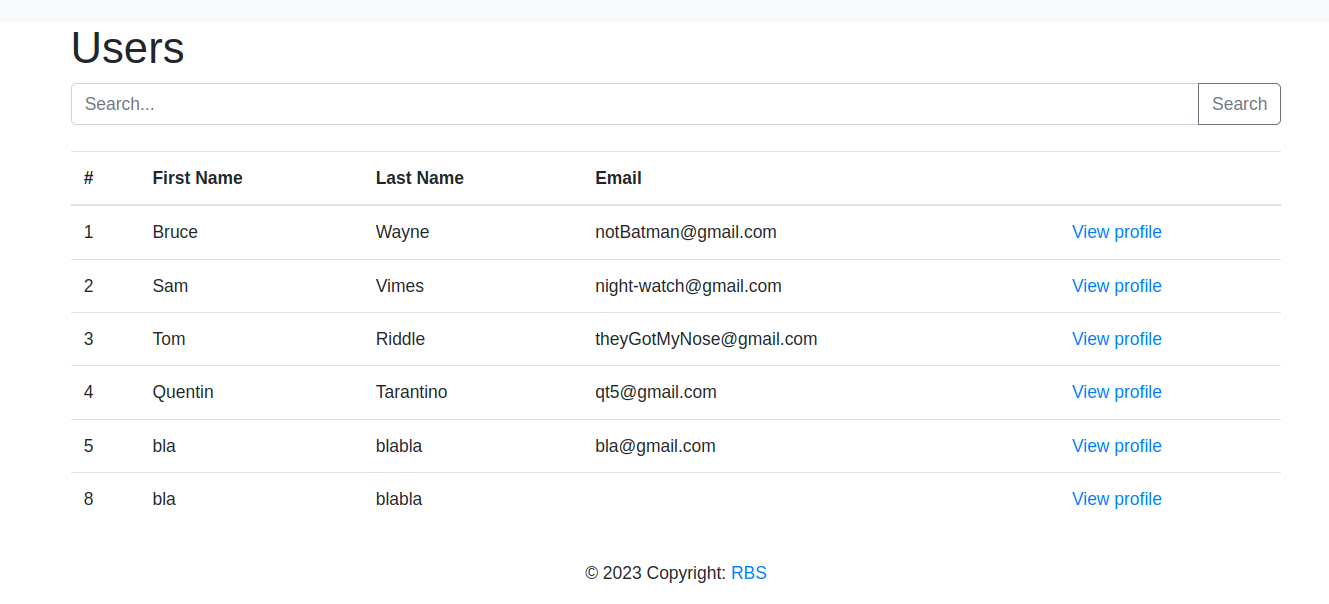 Users
Search... Search
# First Name Last Name Email
1 Bruce Wayne notBatman@gmail.com View profile
2 Sam Vimes night-watch@gmail.com View profile
3 Tom Riddle theyGotMyNose@gmail.com View profile
4 Quentin Tarantino qt5@gmail.com View profile
5 bla blabla bla@gmail.com View profile
8 bla blabla View profile
© 2023 Copyright: RBS